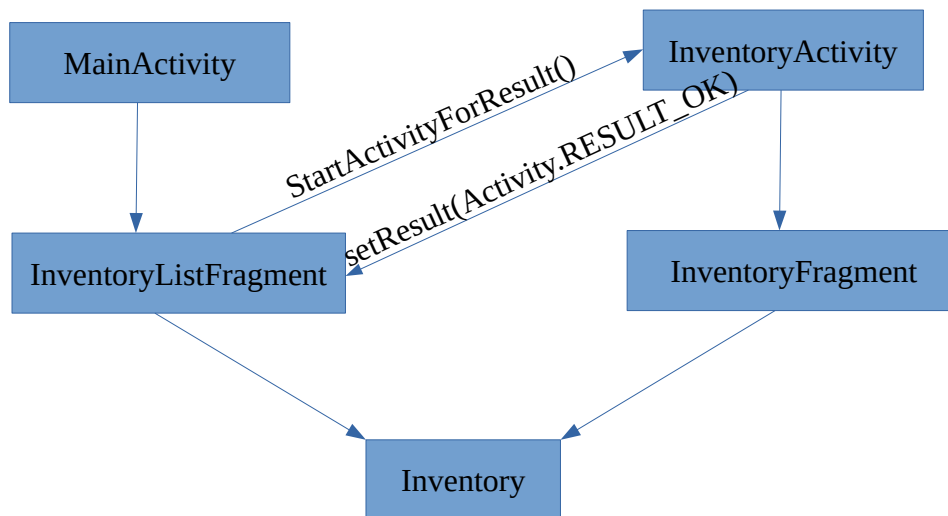 MainActivity
InventoryActivity
StartActivityForResult()
setResult(Activity.RESULT_OK)
InventoryListFragment
InventoryFragment
Inventory